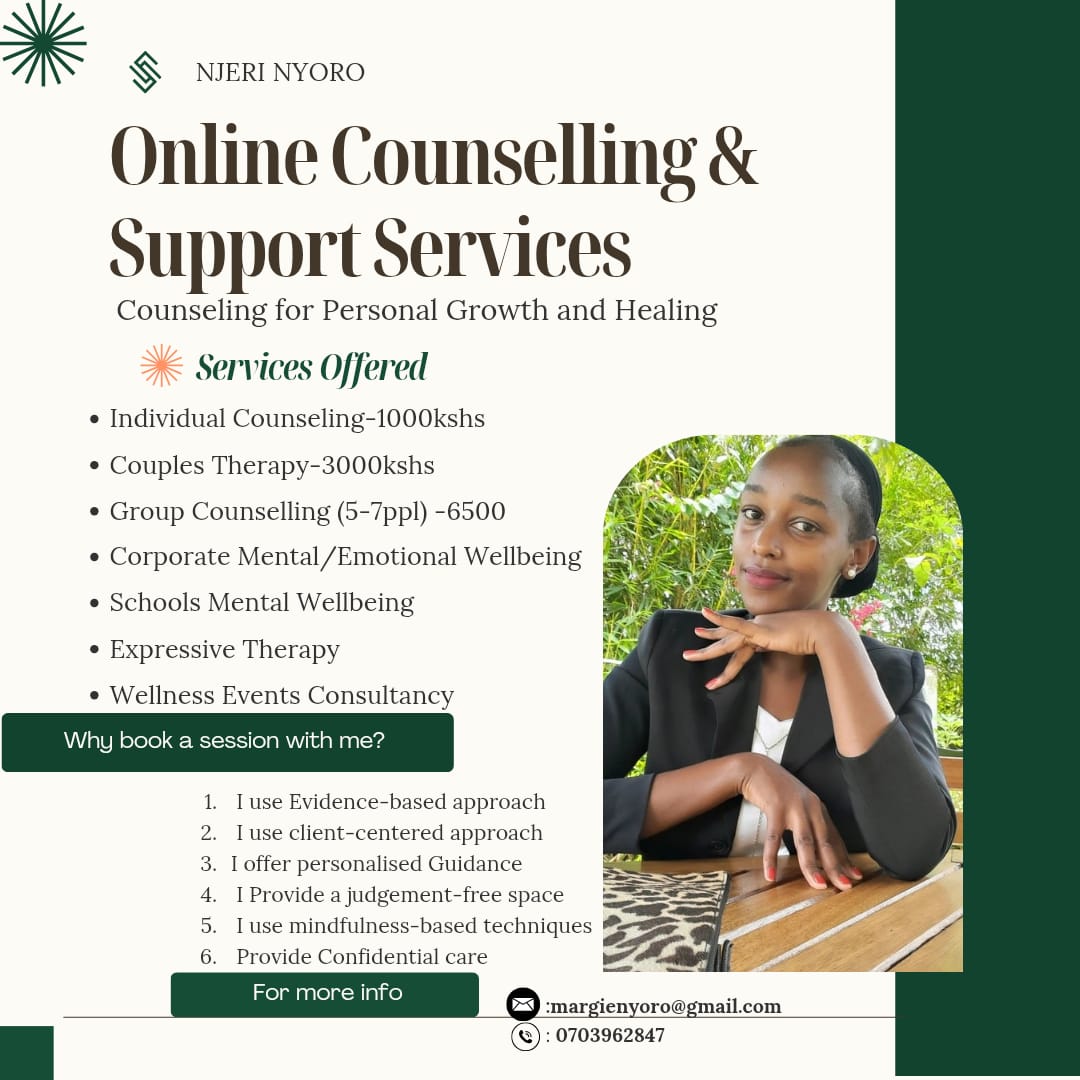 NJERI NYORO
Online Counselling &
Support Services
Counseling for Personal Growth and Healing
Services Offered
• Individual Counseling-1000kshs
• Couples Therapy-3000kshs
• Group Counselling (5-7ppl) -6500
• Corporate Mental/Emotional Wellbeing
• Schools Mental Wellbeing
• Expressive Therapy
• Wellness Events Consultancy
Why book a session with me?
1. I use Evidence-based approach
2. I use client-centered approach
3. I offer personalised Guidance
4. I Provide a judgement-free space
5. I use mindfulness-based techniques
6. Provide Confidential care
For more info
:margienyoro@gmail.com
: 0703962847